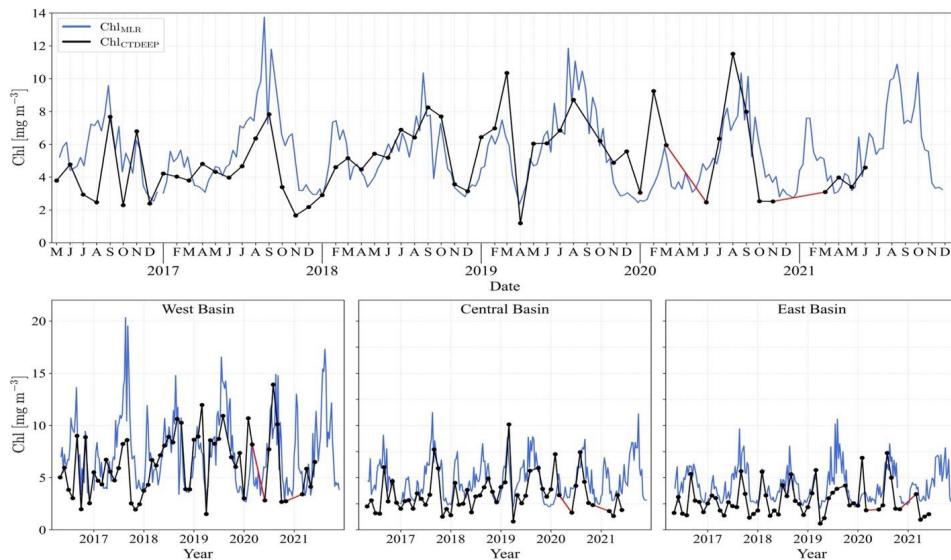 14
12
10
8
6
4
2
0
Chl [mg m⁻³]
Chl_MLR
Chl_CTDEEP
M J J A S O N D F M A M J J A S O N D F M A M J J A S O N D F M A M J J A S O N D F M A M J J A S O N D F M A M J J A S O N D
2017 2018 2019 2020 2021
Date
West Basin Central Basin East Basin
20
15
10
5
0
Chl [mg m⁻³]
2017 2018 2019 2020 2021 2017 2018 2019 2020 2021 2017 2018 2019 2020 2021
Year Year Year